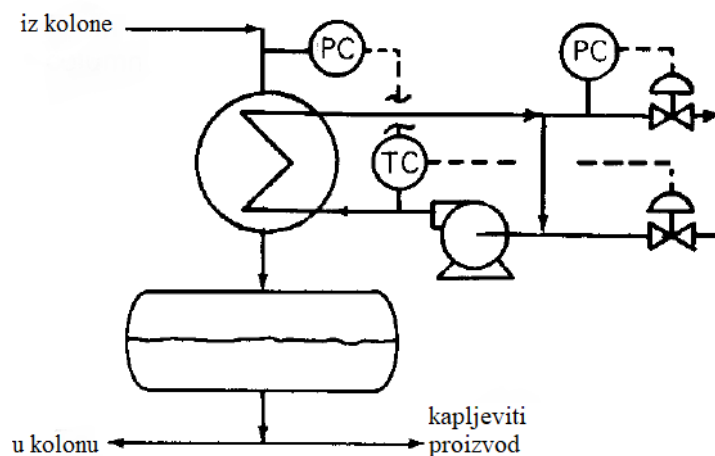 iz kolone
PC
PC
TC
u kolonu
kapljeviti
proizvod